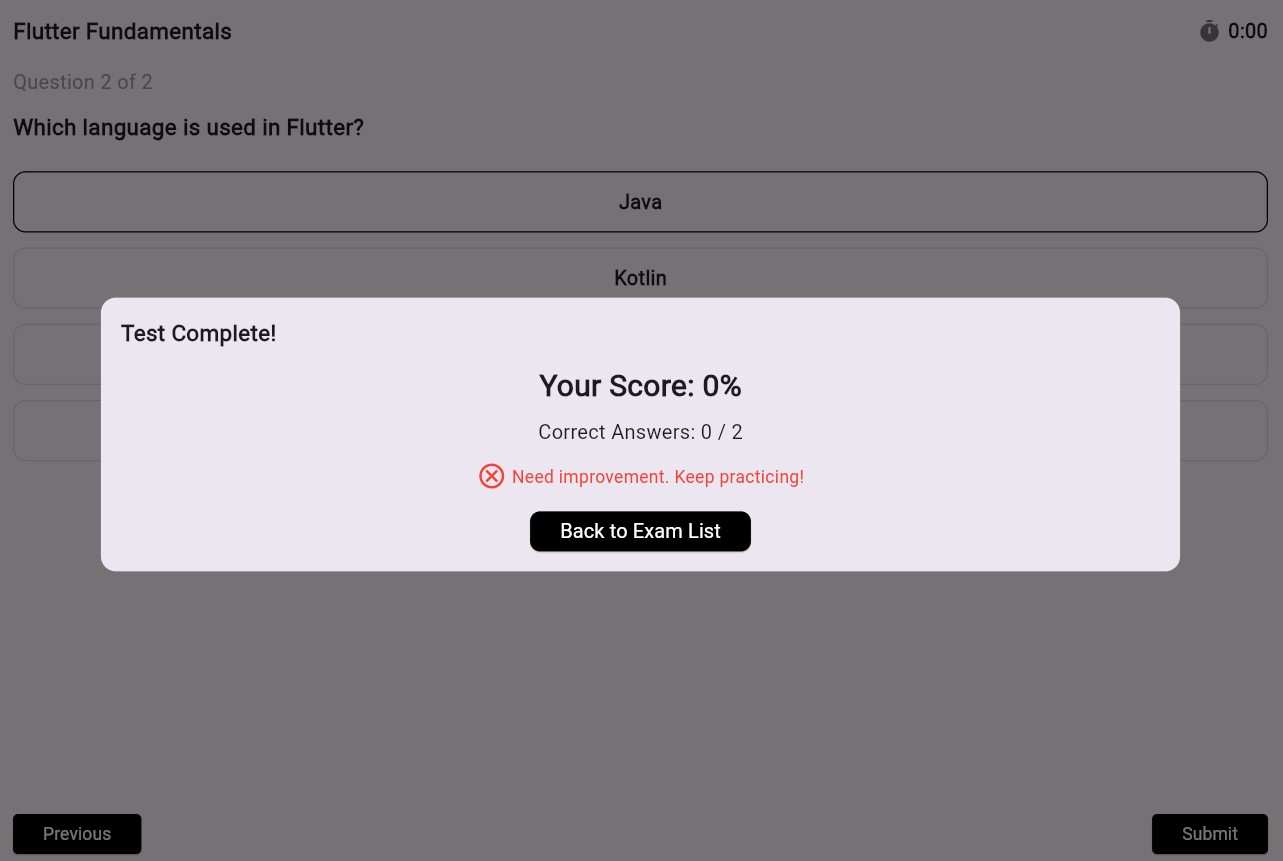 Flutter Fundamentals
0:00
Question 2 of 2
Which language is used in Flutter?
Java
Kotlin
Test Complete!
Your Score: 0%
Correct Answers: 0 / 2
Need improvement. Keep practicing!
Back to Exam List
Previous
Submit